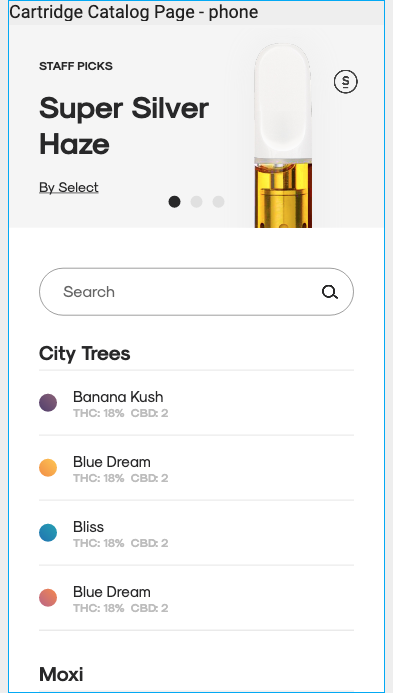 Cartridge Catalog Page - phone
STAFF PICKS
Super Silver
Haze
By Select
S
Search
City Trees
Banana Kush
THC: 18% CBD: 2
Blue Dream
THC: 18% CBD: 2
Bliss
THC: 18% CBD: 2
Blue Dream
THC: 18% CBD: 2
Moxi